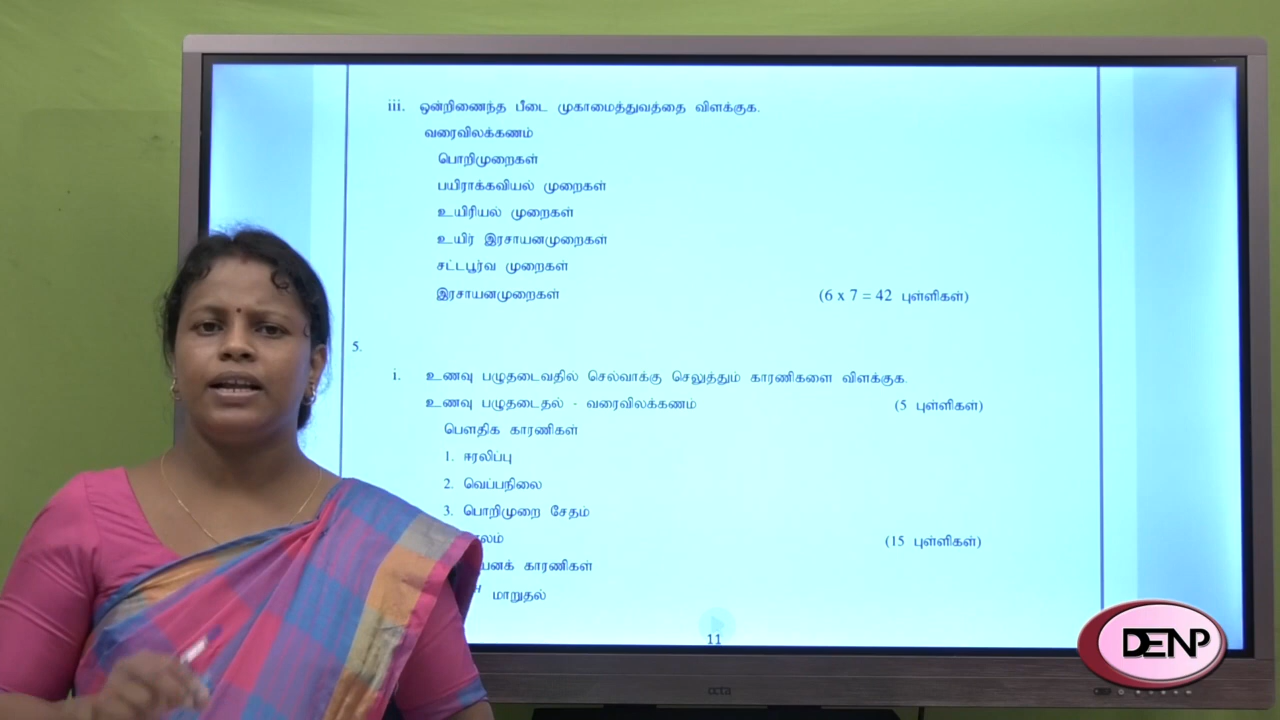 iii. ஒன்றிணைந்த பீடை முகாமைத்துவத்தை விளக்குக.
வரைவிலக்கணம்
பொறிமுறைகள்
பயிராக்கவியல் முறைகள்
உயிரியல் முறைகள்
உயிர் இரசாயனமுறைகள்
சட்டபூர்வ முறைகள்
இரசாயனமுறைகள் (6 x 7 = 42 புள்ளிகள்)
5.
i. உணவு பழுதடைவதில் செல்வாக்கு செலுத்தும் காரணிகளை விளக்குக.
உணவு பழுதடைதல் - வரைவிலக்கணம் (5 புள்ளிகள்)
பௌதிக காரணிகள்
1. ஈரலிப்பு
2. வெப்பநிலை
3. பொறிமுறை சேதம்
(15 புள்ளிகள்)
காரணிகள்
மாறுதல்
11
DENP